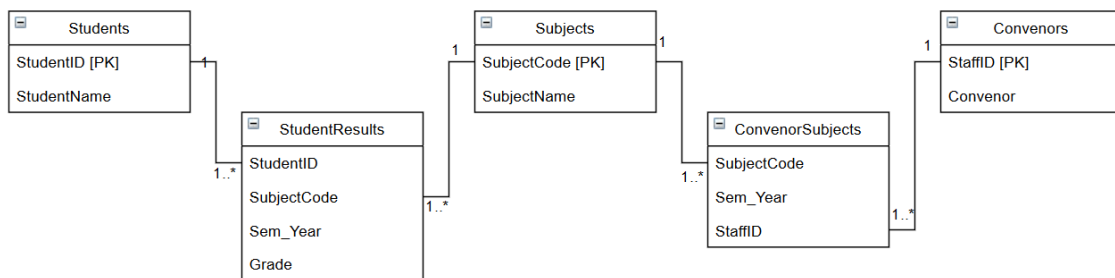 Students
StudentID [PK]
StudentName
1
1..*
StudentResults
StudentID
SubjectCode
Sem_Year
Grade
1
1..*
Subjects
SubjectCode [PK]
SubjectName
1
1..*
ConvenorSubjects
SubjectCode
Sem_Year
StaffID
1
1..*
Convenors
StaffID [PK]
Convenor